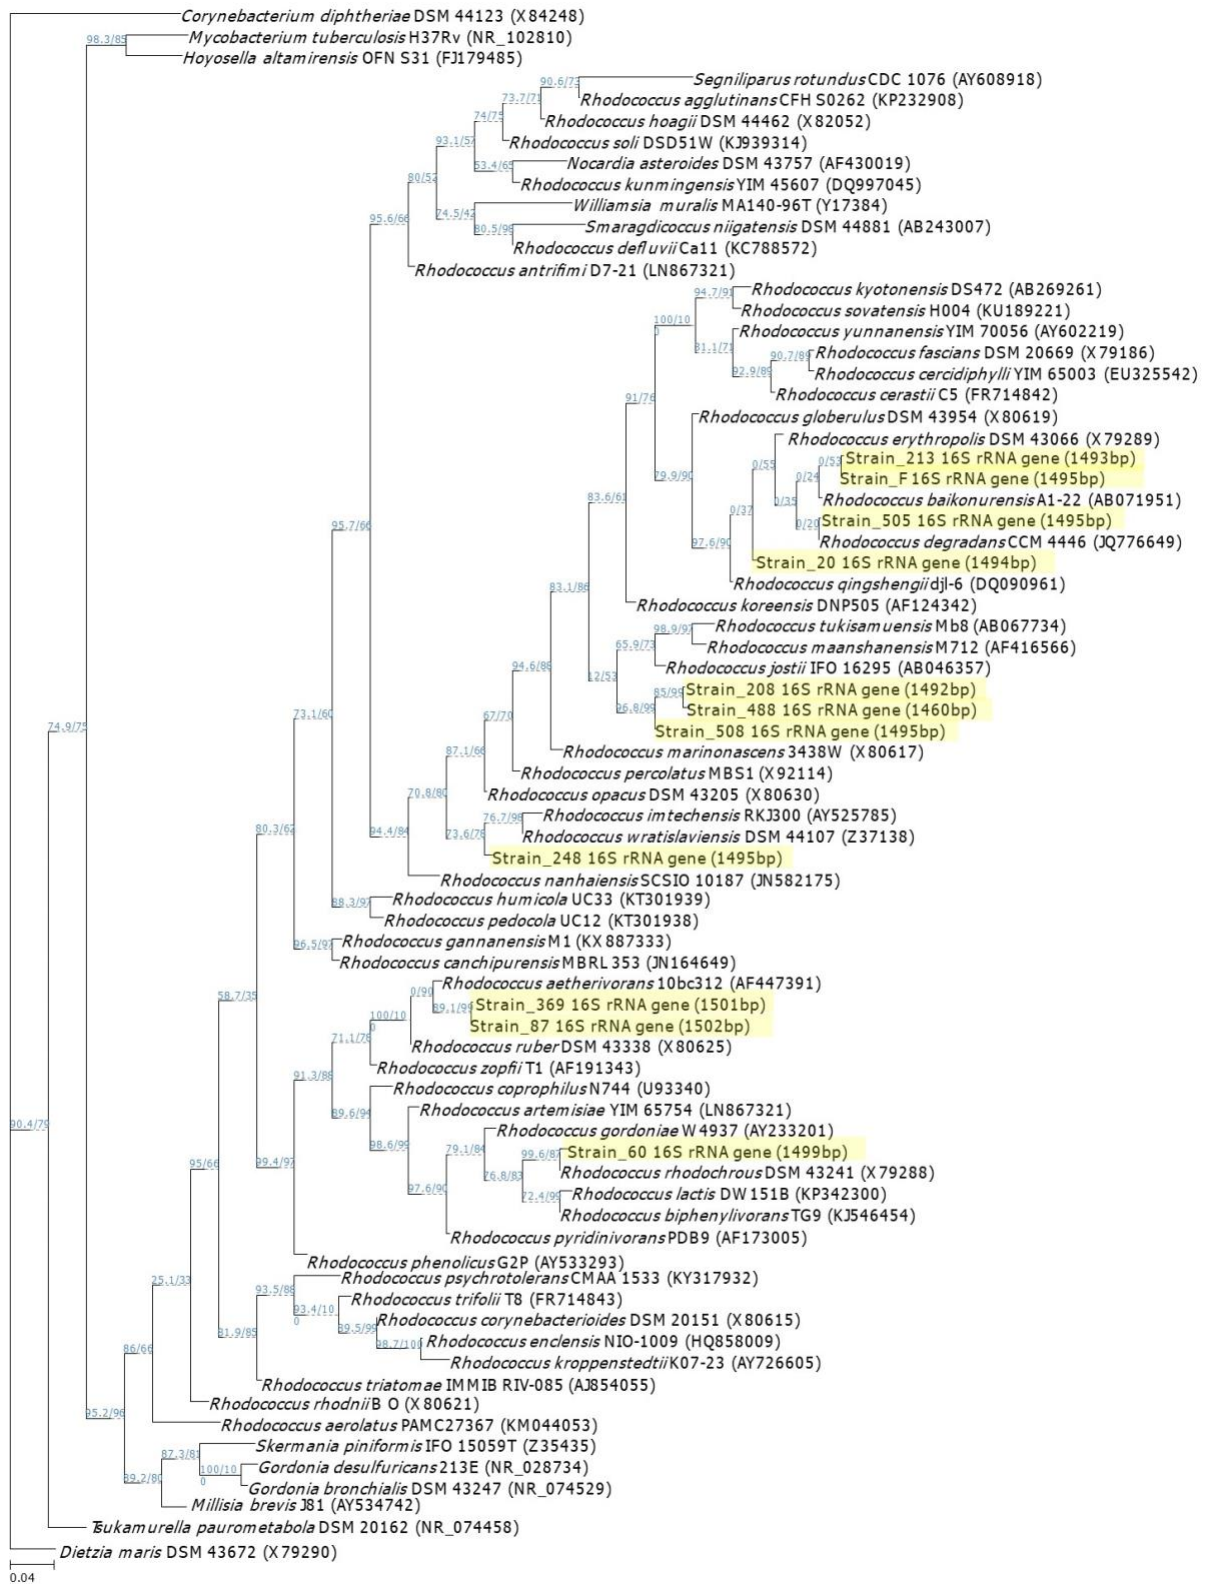 Corynebacterium diphtheriae DSM 44123 (X84248)
98.3/85
Mycobacterium tuberculosis H37Rv (NR_102810)
Hoyosella altamirensis OFN S31 (FJ179485)
90.6/73
Segniliparus rotundus CDC 1076 (AY608918)
73.7/71
Rhodococcus agglutinans CFH S0262 (KP232908)
74/75
Rhodococcus hoagii DSM 44462 (X82052)
93.1/57
Rhodococcus soli DSD51W (KJ939314)
53.4/65
Nocardia asteroides DSM 43757 (AF430019)
80/52
Rhodococcus kunmingensis YIM 45607 (DQ997045)
74.5/42
Williamsia muralis MA140-96T (Y17384)
95.6/66
80.5/98
Smaragdicoccus niigatensis DSM 44881 (AB243007)
Rhodococcus defluvii Ca11 (KC788572)
Rhodococcus antrifimi D7-21 (LN867321)
94.7/91
Rhodococcus kyotonensis DS472 (AB269261)
Rhodococcus sovatensis H004 (KU189221)
100/100
Rhodococcus yunnanensis YIM 70056 (AY602219)
81.1/71
90.7/89
Rhodococcus fascians DSM 20669 (X79186)
92.9/89
Rhodococcus cercidiphylli YIM 65003 (EU325542)
91/76
Rhodococcus cerastii C5 (FR714842)
Rhodococcus globerulus DSM 43954 (X80619)
Rhodococcus erythropolis DSM 43066 (X79289)
0/55
0/53
Strain_213 16S rRNA gene (1493bp)
79.9/90
0/24
Strain_F 16S rRNA gene (1495bp)
83.6/61
0/35
Rhodococcus baikonurensis A1-22 (AB071951)
0/37
0/20
Strain_505 16S rRNA gene (1495bp)
95.7/66
97.6/90
Rhodococcus degradans CCM 4446 (JQ776649)
Strain_20 16S rRNA gene (1494bp)
83.1/86
Rhodococcus qingshengii djl-6 (DQ090961)
Rhodococcus koreensis DNP505 (AF124342)
98.9/97
Rhodococcus tukisamuensis Mb8 (AB067734)
65.9/73
Rhodococcus maanshanensis M712 (AF416566)
94.6/88
12/53
Rhodococcus jostii IFO 16295 (AB046357)
85/99
Strain_208 16S rRNA gene (1492bp)
73.1/60
67/70
96.8/99
Strain_488 16S rRNA gene (1460bp)
74.9/75
Strain_508 16S rRNA gene (1495bp)
87.1/66
Rhodococcus marinonascens 3438W (X80617)
Rhodococcus percolatus MBS1 (X92114)
70.8/80
Rhodococcus opacus DSM 43205 (X80630)
76.7/98
Rhodococcus imtechensis RKJ300 (AY525785)
80.3/67
94.4/84
73.6/78
Rhodococcus wratislaviensis DSM 44107 (Z37138)
Strain_248 16S rRNA gene (1495bp)
Rhodococcus nanhaiensis SCSIO 10187 (JN582175)
88.3/97
Rhodococcus humicola UC33 (KT301939)
Rhodococcus pedocola UC12 (KT301938)
96.5/97
Rhodococcus gannanensis M1 (KX887333)
Rhodococcus canchipurensis MBRL 353 (JN164649)
58.7/35
0/90
Rhodococcus aetherivorans 10bc312 (AF447391)
89.1/99
Strain_369 16S rRNA gene (1501bp)
100/100
Strain_87 16S rRNA gene (1502bp)
71.1/76
Rhodococcus ruber DSM 43338 (X80625)
Rhodococcus zopfii T1 (AF191343)
91.3/88
Rhodococcus coprophilus N744 (U93340)
89.6/94
Rhodococcus artemisiae YIM 65754 (LN867321)
90.4/79
Rhodococcus gordoniae W4937 (AY233201)
98.6/99
79.1/84
99.6/87
Strain_60 16S rRNA gene (1499bp)
95/66
99.4/97
76.8/83
Rhodococcus rhodochrous DSM 43241 (X79288)
97.6/90
72.4/99
Rhodococcus lactis DW151B (KP342300)
Rhodococcus biphenylivorans TG9 (KJ546454)
Rhodococcus pyridinivorans PDB9 (AF173005)
Rhodococcus phenolicus G2P (AY533293)
25.1/33
93.5/88
Rhodococcus psychrotolerans CMAA 1533 (KY317932)
93.4/100
Rhodococcus trifolii T8 (FR714843)
81.9/85
89.5/99
Rhodococcus corynebacterioides DSM 20151 (X80615)
86/66
98.7/100
Rhodococcus enclensis NIO-1009 (HQ858009)
Rhodococcus kroppenstedtii K07-23 (AY726605)
Rhodococcus triatomae IMMIB RIV-085 (AJ854055)
95.2/96
Rhodococcus rhodnii B O (X80621)
Rhodococcus aerolatus PAMC27367 (KM044053)
87.3/81
Skermania piniformis IFO 15059T (Z35435)
89.2/80
100/100
Gordonia desulfuricans 213E (NR_028734)
Gordonia bronchialis DSM 43247 (NR_074529)
Millisia brevis J81 (AY534742)
Tsukamurella paurometabola DSM 20162 (NR_074458)
Dietzia maris DSM 43672 (X79290)
0.04